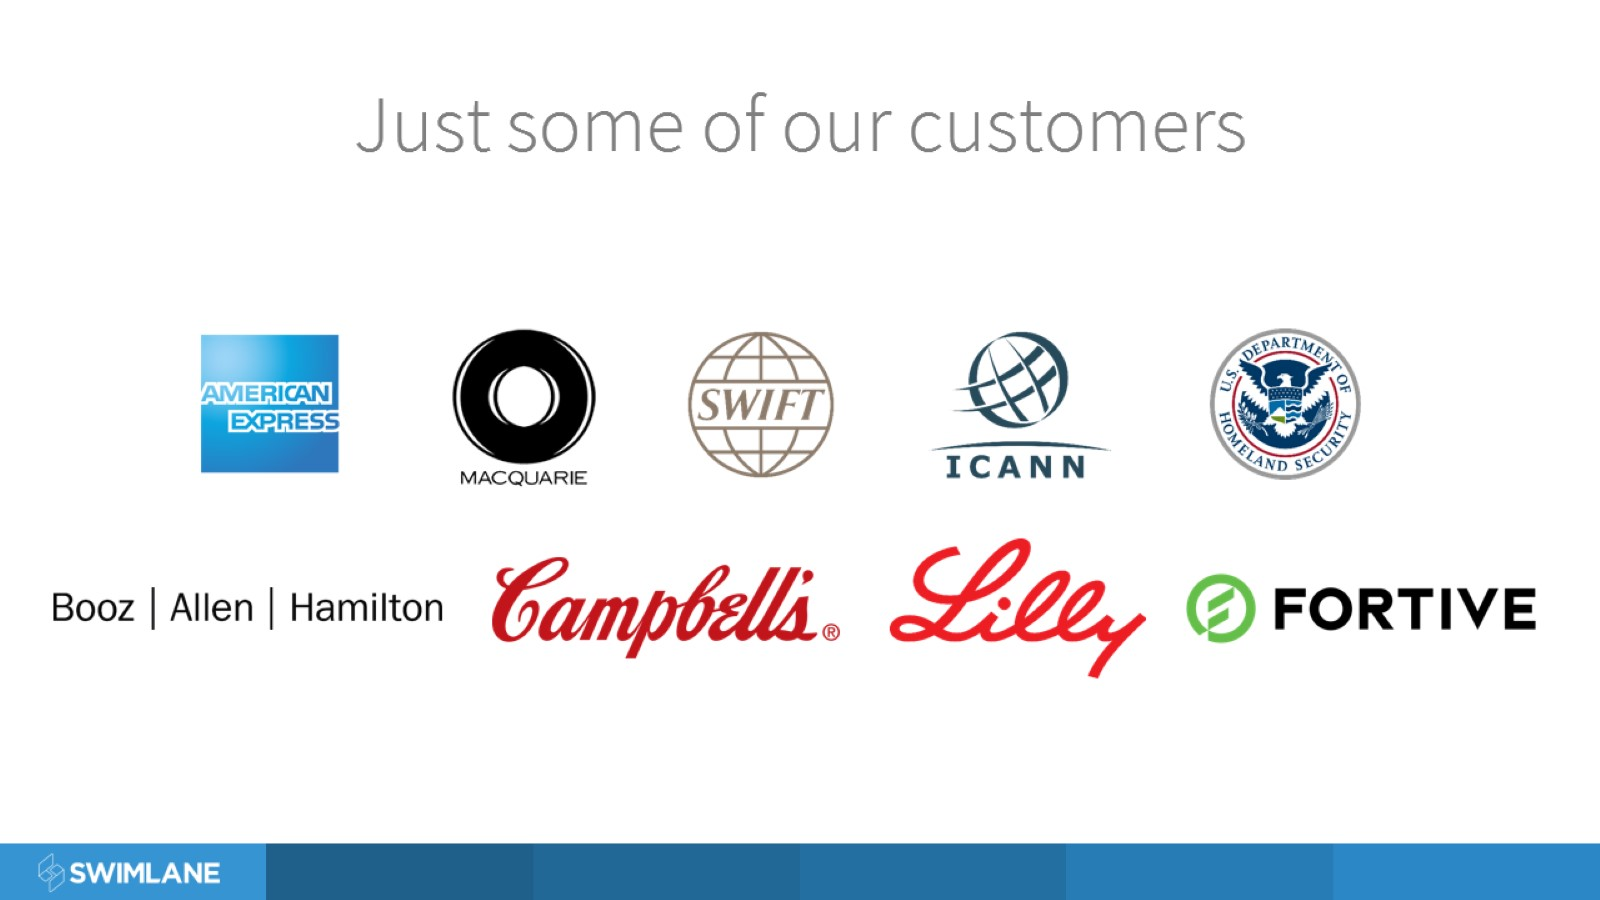 Just some of our customers
AMERICAN
EXPRESS
MACQUARIE
SWIFT
ICANN
U.S. DEPARTMENT OF
HOMELAND SECURITY
Booz | Allen | Hamilton
Campbell's®
Lilly
FORTIVE
SWIMLANE